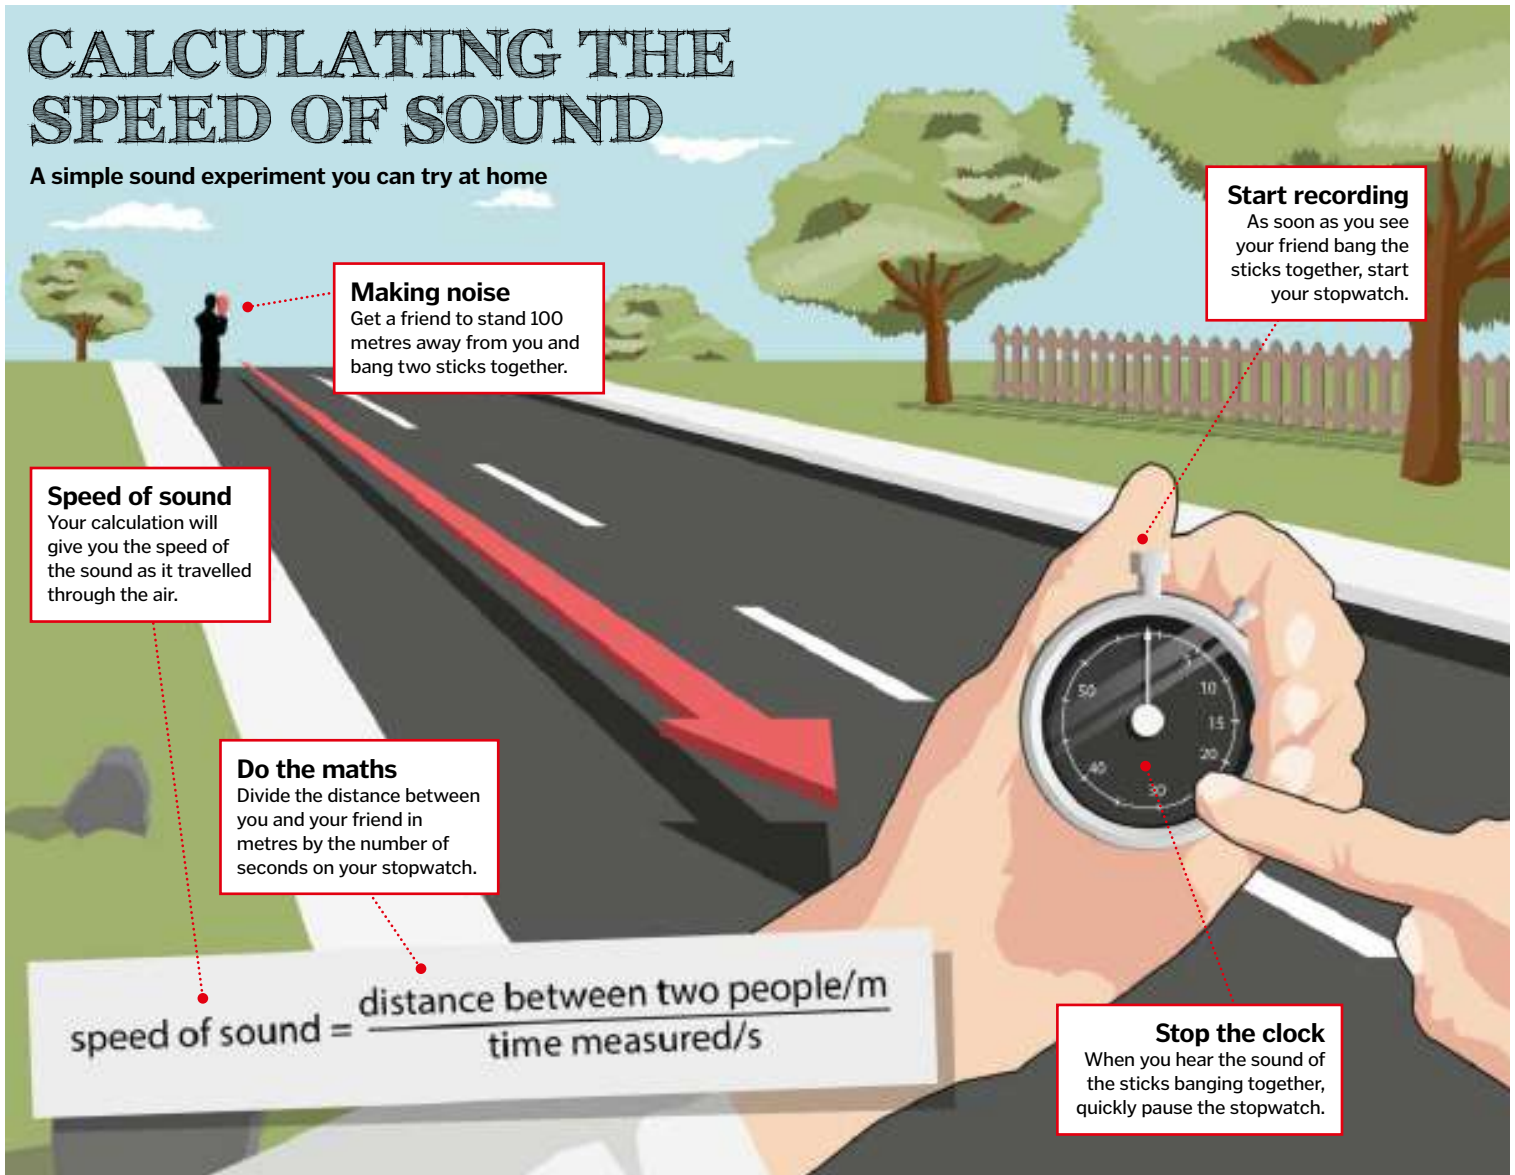 CALCULATING THE
SPEED OF SOUND
A simple sound experiment you can try at home
Start recording
As soon as you see
your friend bang the
sticks together, start
your stopwatch.
Making noise
Get a friend to stand 100
metres away from you and
bang two sticks together.
Speed of sound
Your calculation will
give you the speed of
the sound as it travelled
through the air.
50
10
15
20
40
30
Do the maths
Divide the distance between
you and your friend in
metres by the number of
seconds on your stopwatch.
speed of sound =
distance between two people/m
time measured/s
Stop the clock
When you hear the sound of
the sticks banging together,
quickly pause the stopwatch.